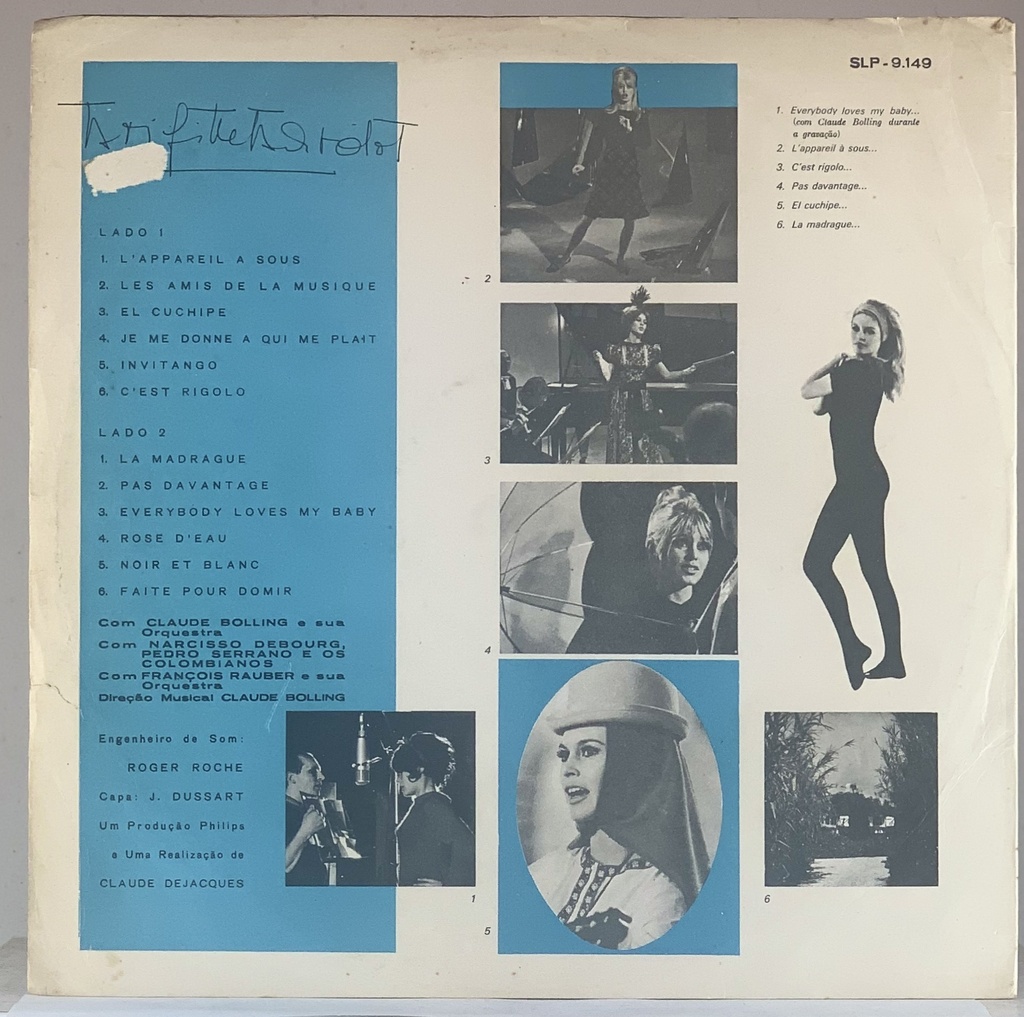 BrigitteBardot
LADO 1
1. L'APPAREIL A SOUS
2. LES AMIS DE LA MUSIQUE
3. EL CUCHIPE
4. JE ME DONNE A QUI ME PLAIT
5. INVITANGO
6. C'EST RIGOLO
LADO 2
1. LA MADRAGUE
2. PAS DAVANTAGE
3. EVERYBODY LOVES MY BABY
4. ROSE D'EAU
5. NOIR ET BLANC
6. FAITE POUR DOMIR
Com CLAUDE BOLLING e sua
Orquestra
Com NARCISSO DEBOURG,
PEDRO SERRANO E OS
COLOMBIANOS
Com FRANÇOIS RAUBER e sua
Orquestra
Direção Musical CLAUDE BOLLING
Engenheiro de Som:
ROGER ROCHE
Capa: J. DUSSART
Um Produção Philips
e Uma Realização de
CLAUDE DEJACQUES
1
2
3
4
5
SLP - 9.149
1. Everybody loves my baby...
(com Claude Bolling durante
a gravação)
2. L'appareil à sous...
3. C'est rigolo...
4. Pas davantage...
5. El cuchipe...
6. La madrague...
6